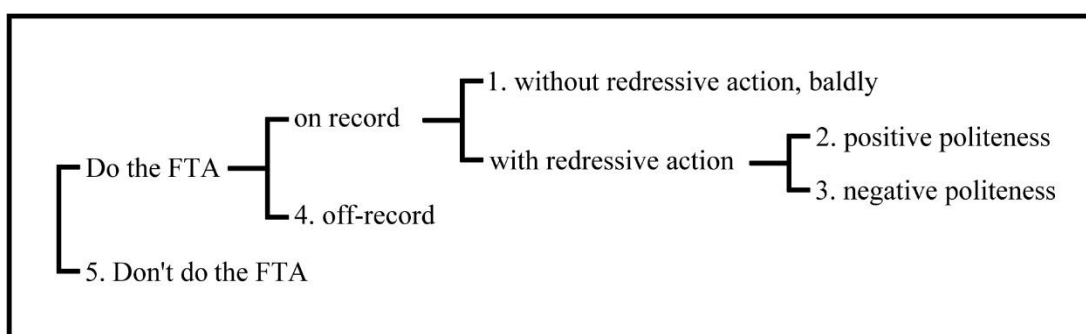 1. without redressive action, baldly
on record
with redressive action
2. positive politeness
3. negative politeness
Do the FTA
4. off-record
5. Don't do the FTA